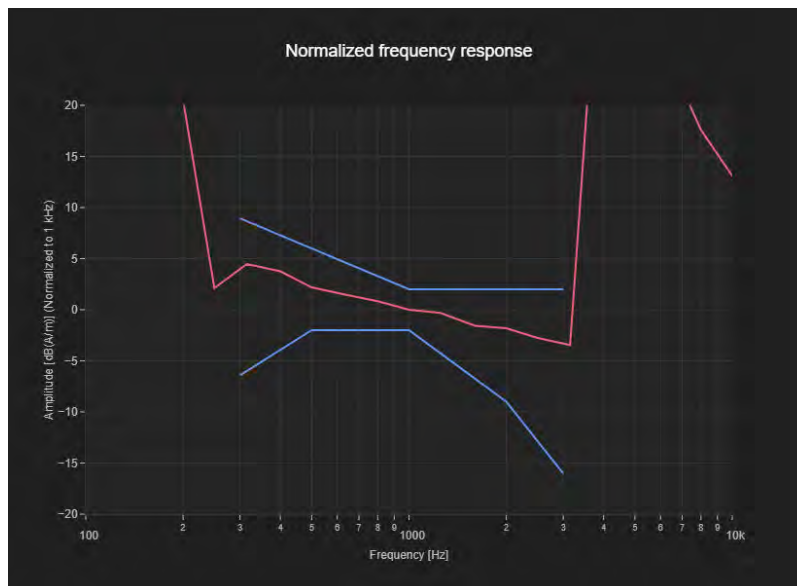 Normalized frequency response
Amplitude [dB(A/m)] (Normalized to 1 kHz)
20
15
10
5
0
−5
−10
−15
−20
100 2 3 4 5 6 7 8 9 1000 2 3 4 5 6 7 8 9 10k
Frequency [Hz]